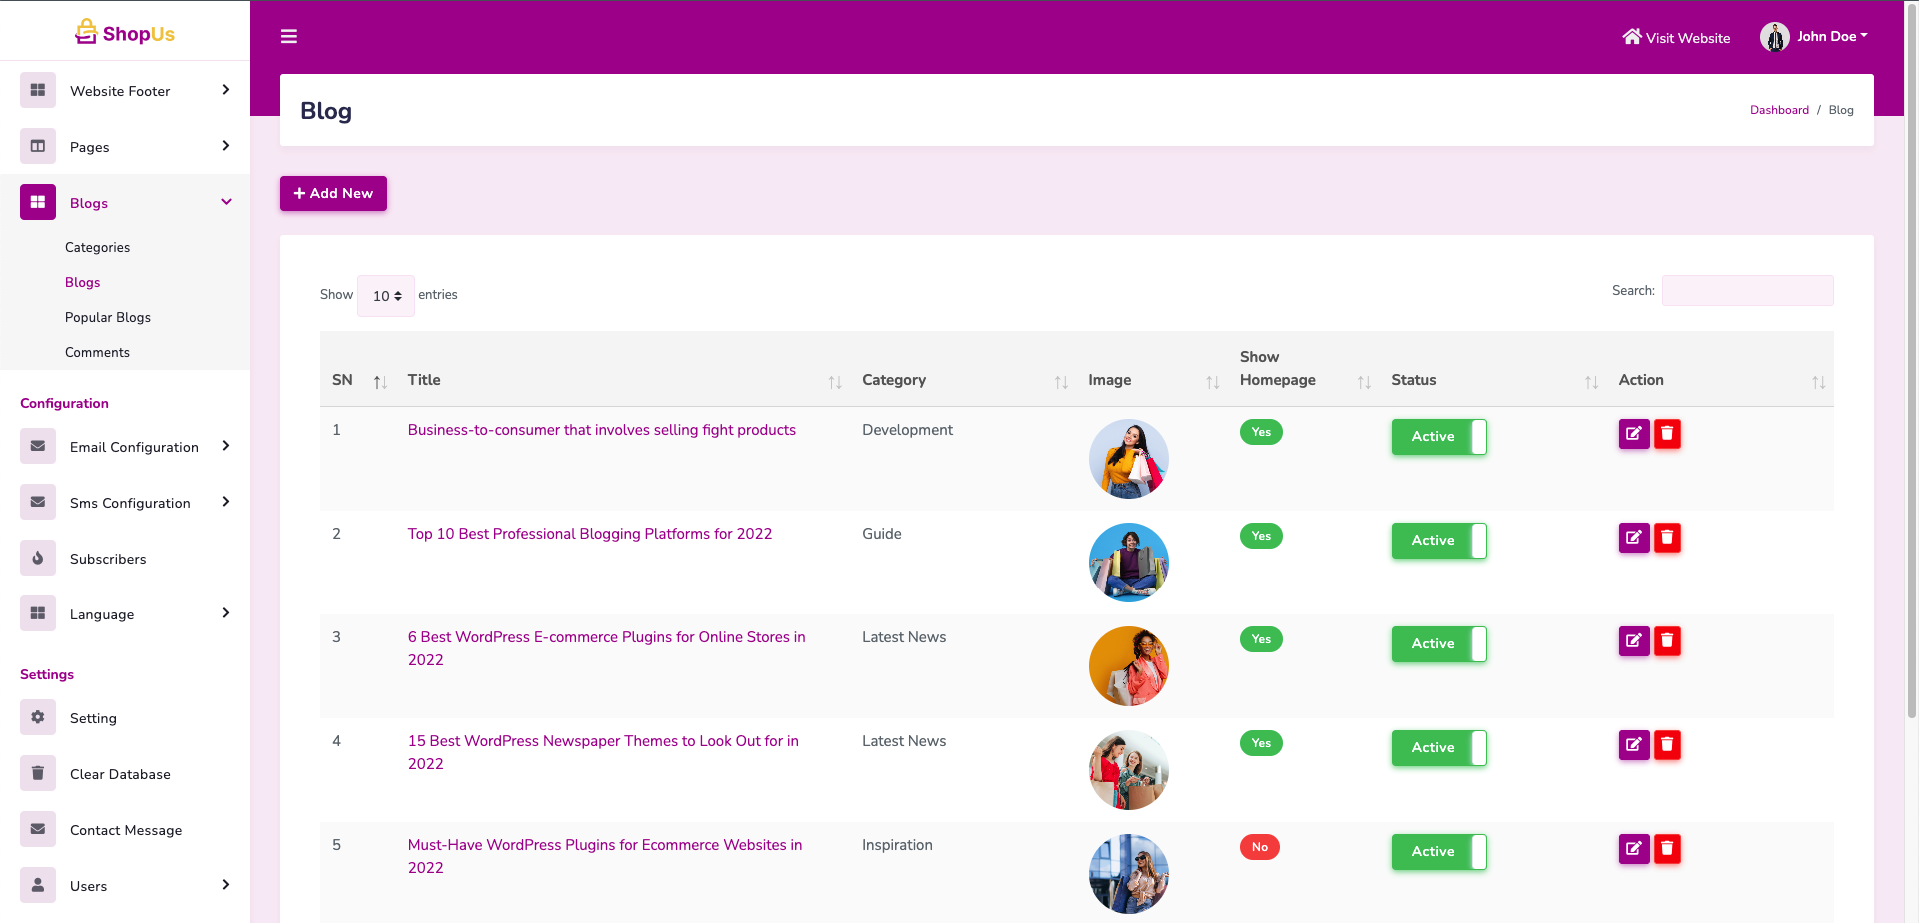 ShopUs
Visit Website
John Doe
Website Footer
Pages
Blogs
Categories
Blogs
Popular Blogs
Comments
Configuration
Email Configuration
Sms Configuration
Subscribers
Language
Settings
Setting
Clear Database
Contact Message
Users
Blog
Dashboard / Blog
+ Add New
Show 10 entries
Search:
SN Title Category Image Show Homepage Status Action
1 Business-to-consumer that involves selling fight products Development Yes Active
2 Top 10 Best Professional Blogging Platforms for 2022 Guide Yes Active
3 6 Best WordPress E-commerce Plugins for Online Stores in Latest News Yes Active
2022
4 15 Best WordPress Newspaper Themes to Look Out for in Latest News Yes Active
2022
5 Must-Have WordPress Plugins for Ecommerce Websites in Inspiration No Active
2022